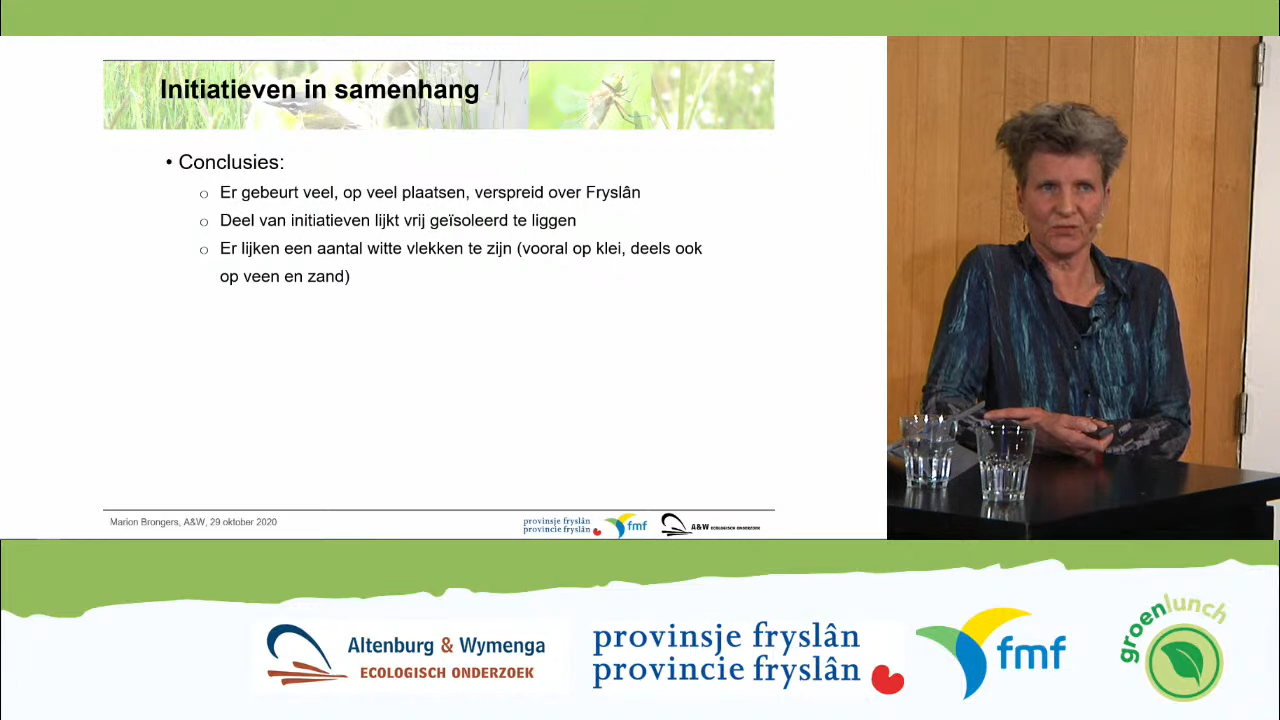 Initiatieven in samenhang
• Conclusies:
o Er gebeurt veel, op veel plaatsen, verspreid over Fryslân
o Deel van initiatieven lijkt vrij geïsoleerd te liggen
o Er lijken een aantal witte vlekken te zijn (vooral op klei, deels ook
op veen en zand)
Marion Brongers, A&W, 29 oktober 2020
provinsje fryslân
provincie fryslân
fmf
A&W ECOLOGISCH ONDERZOEK
Altenburg & Wymenga
ECOLOGISCH ONDERZOEK
provinsje fryslân
provincie fryslân
fmf
groenlunch